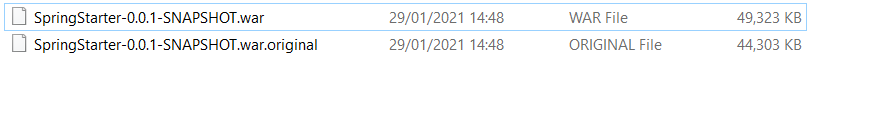 SpringStarter-0.0.1-SNAPSHOT.war 29/01/2021 14:48 WAR File 49,323 KB
SpringStarter-0.0.1-SNAPSHOT.war.original 29/01/2021 14:48 ORIGINAL File 44,303 KB